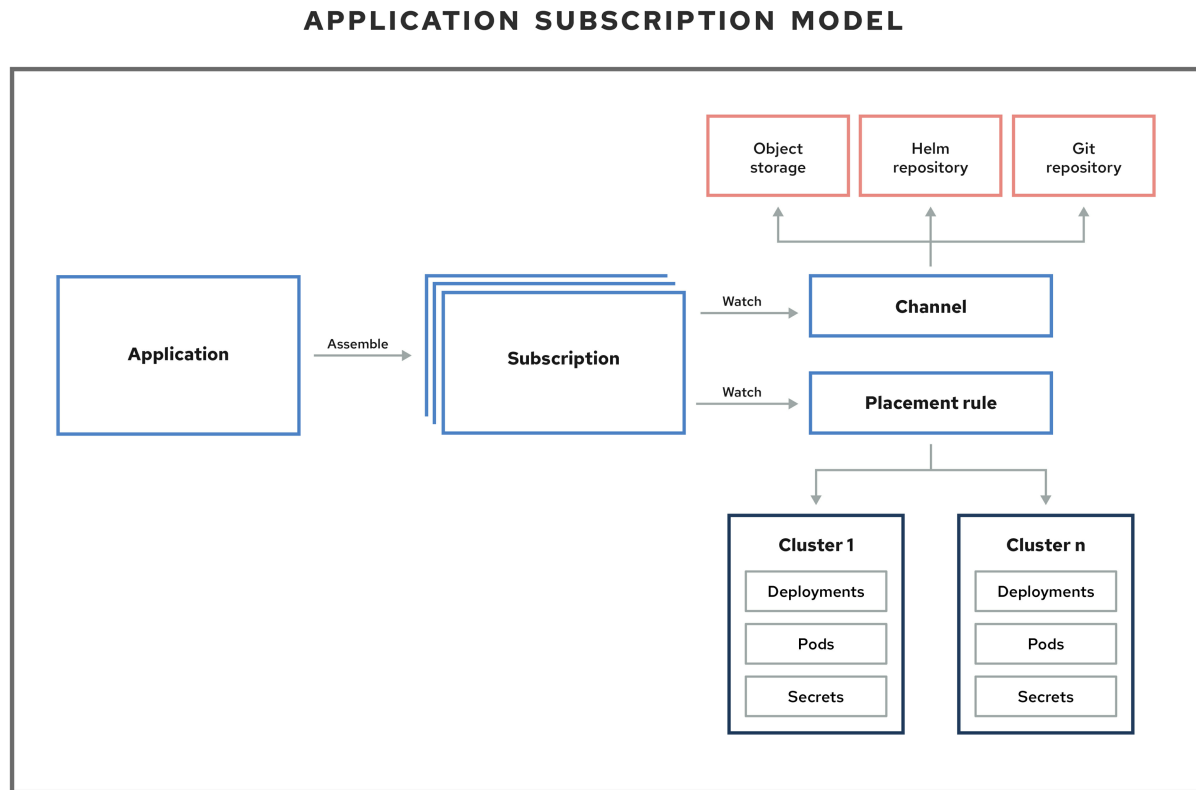 APPLICATION SUBSCRIPTION MODEL
Object
storage
Helm
repository
Git
repository
Application
Assemble
Subscription
Watch
Channel
Watch
Placement rule
Cluster 1
Deployments
Pods
Secrets
Cluster n
Deployments
Pods
Secrets